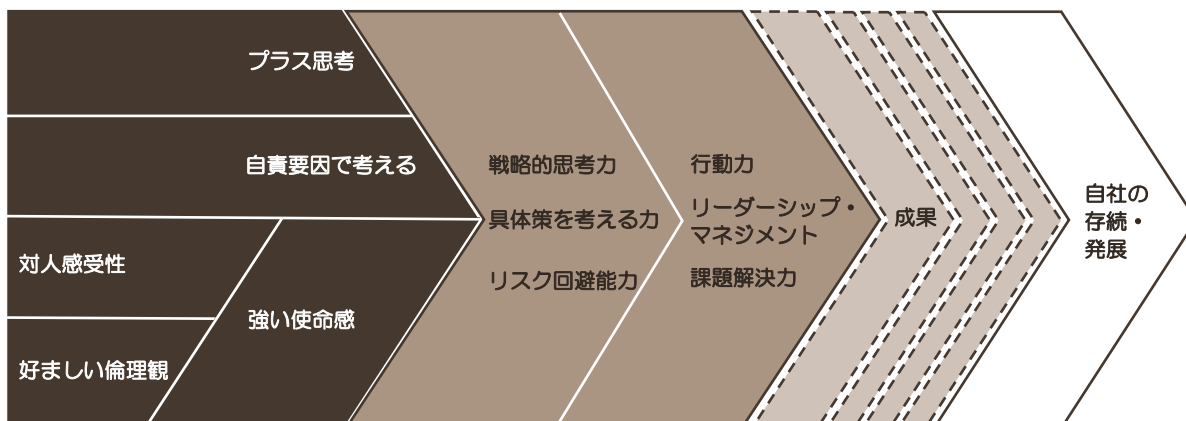 プラス思考
自責要因で考える
対人感受性
好ましい倫理観
強い使命感
戦略的思考力
具体策を考える力
リスク回避能力
行動力
リーダーシップ・
マネジメント
課題解決力
成果
自社の
存続・
発展